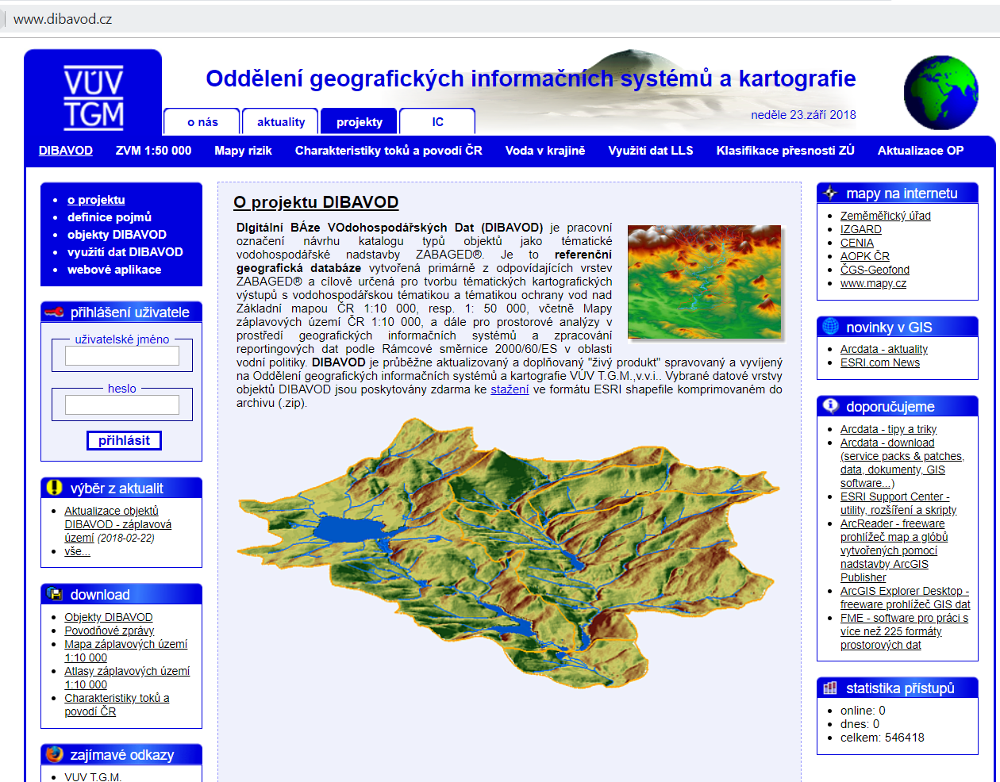 www.dibavod.cz
VÚV
TGM
Oddělení geografických informačních systémů a kartografie
neděle 23.září 2018
o nás
aktuality
projekty
IC
DIBAVOD
ZVM 1:50 000
Mapy rizik
Charakteristiky toků a povodí ČR
Voda v krajině
Využití dat LLS
Klasifikace přesnosti ZÚ
Aktualizace OP
o projektu
definice pojmů
objekty DIBAVOD
využití dat DIBAVOD
webové aplikace
přihlášení uživatele
uživatelské jméno
heslo
přihlásit
výběr z aktualit
Aktualizace objektů
DIBAVOD - záplavová
území (2018-02-22)
vše...
download
Objekty DIBAVOD
Povodňové zprávy
Mapa záplavových území
1:10 000
Atlasy záplavových území
1:10 000
Charakteristiky toků a
povodí ČR
zajímavé odkazy
VUV T.G.M.
O projektu DIBAVOD
DIgitální BÁze VOdohospodářských Dat (DIBAVOD) je pracovní
označení návrhu katalogu typů objektů jako tématické
vodohospodářské nadstavby ZABAGED®. Je to referenční
geografická databáze vytvořená primárně z odpovídajících vrstev
ZABAGED® a cílově určená pro tvorbu tématických kartografických
výstupů s vodohospodářskou tématikou a tématikou ochrany vod nad
Základní mapou ČR 1:10 000, resp. 1: 50 000, včetně Mapy
záplavových území ČR 1:10 000, a dále pro prostorové analýzy v
prostředí geografických informačních systémů a zpracování
reportingových dat podle Rámcové směrnice 2000/60/ES v oblasti
vodní politiky. DIBAVOD je průběžne aktualizovaný a doplňovaný "živý produkt" spravovaný a vyvíjený
na Oddělení geografických informačních systémů a kartografie VÚV T.G.M.,v.v.i.. Vybrané datové vrstvy
objektů DIBAVOD jsou poskytovány zdarma ke stažení ve formátu ESRI shapefile komprimovaném do
archivu (.zip).
mapy na internetu
Zeměměřický úřad
IZGARD
CENIA
AOPK ČR
ČGS-Geofond
www.mapy.cz
novinky v GIS
Arcdata - aktuality
ESRI.com News
doporučujeme
Arcdata - tipy a triky
Arcdata - download
(service packs & patches,
data, dokumenty, GIS
software...)
ESRI Support Center -
utility, rozšíření a skripty
ArcReader - freeware
prohlížeč map a glóbů
vytvořených pomocí
nadstavby ArcGIS
Publisher
ArcGIS Explorer Desktop -
freeware prohlížeč GIS dat
FME - software pro práci s
více než 225 formáty
prostorových dat
statistika přístupů
online: 0
dnes: 0
celkem: 546418